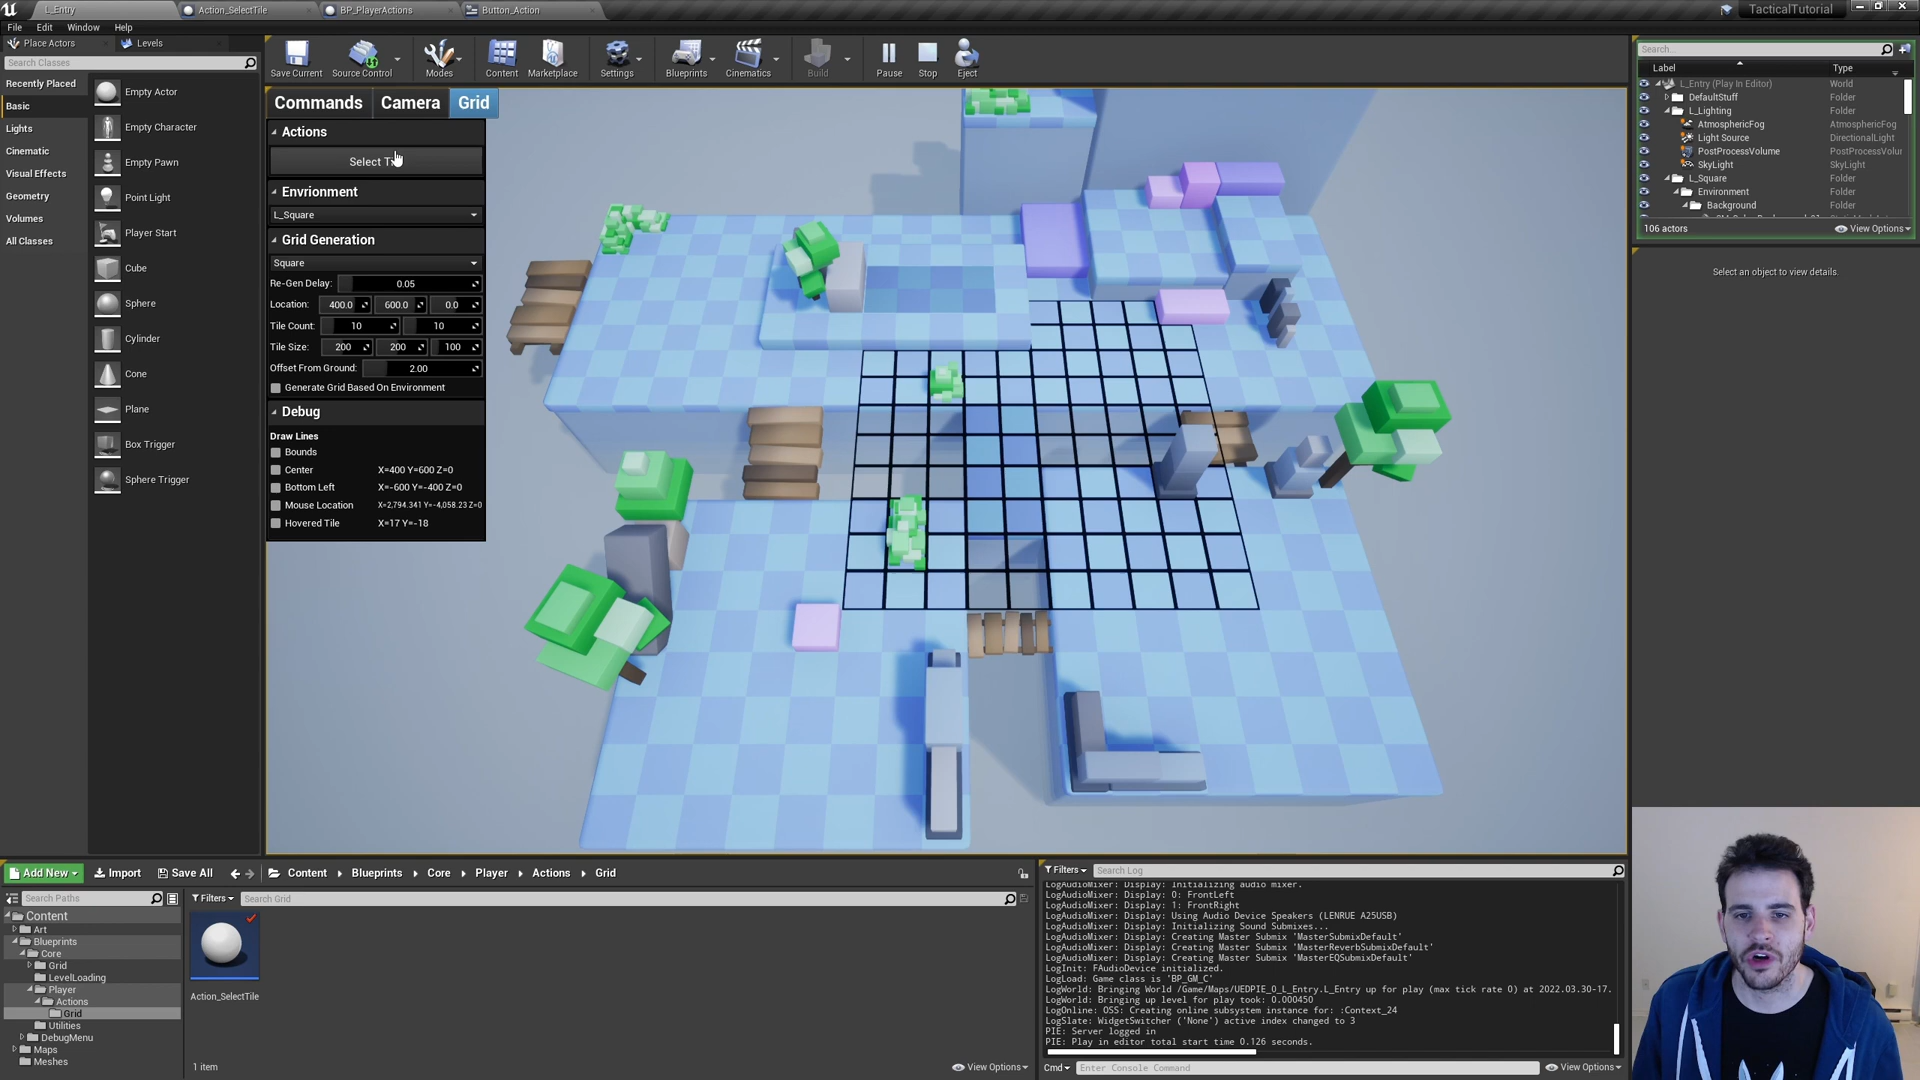 L_Entry
Action_SelectTile
BP_PlayerActions
Button_Action
TacticalTutorial
File Edit Window Help
Place Actors
Levels
Search Classes
Recently Placed
Basic
Lights
Cinematic
Visual Effects
Geometry
Volumes
All Classes
Empty Actor
Empty Character
Empty Pawn
Point Light
Player Start
Cube
Sphere
Cylinder
Cone
Plane
Box Trigger
Sphere Trigger
Save Current
Source Control
Modes
Content
Marketplace
Settings
Blueprints
Cinematics
Build
Pause
Stop
Eject
Commands
Camera
Grid
Actions
Select
Envrionment
L_Square
Grid Generation
Square
Re-Gen Delay: 0.05
Location: 400.0 600.0 0.0
Tile Count: 10 10
Tile Size: 200 200 100
Offset From Ground: 2.00
Generate Grid Based On Environment
Debug
Draw Lines
Bounds
Center X=400 Y=600 Z=0
Bottom Left X=-600 Y=-400 Z=0
Mouse Location X=2,794.341 Y=-4,058.23 Z=0
Hovered Tile X=17 Y=-18
Search...
Label Type
L_Entry (Play In Editor) World
DefaultStuff Folder
L_Lighting Folder
AtmosphericFog AtmosphericFog
Light Source DirectionalLight
PostProcessVolume PostProcessVolu
SkyLight SkyLight
L_Square Folder
Environment Folder
Background Folder
106 actors
View Options
Select an object to view details.
Add New
Import
Save All
Content
Blueprints
Core
Player
Actions
Grid
Search Paths
Filters
Search Grid
Content
Art
Blueprints
Core
Grid
LevelLoading
Player
Actions
Grid
Utilities
DebugMenu
Maps
Meshes
Action_SelectTile
1 item
View Options
Filters
Search Log
LogAudioMixer: Display: Initializing audio mixer.
LogAudioMixer: Display: 0: FrontLeft
LogAudioMixer: Display: 1: FrontRight
LogAudioMixer: Display: Using Audio Device Speakers (LENRUE A25USB)
LogAudioMixer: Display: Initializing Sound Submixes...
LogAudioMixer: Display: Creating Master Submix 'MasterSubmixDefault'
LogAudioMixer: Display: Creating Master Submix 'MasterReverbSubmixDefault'
LogAudioMixer: Display: Creating Master Submix 'MasterEQSubmixDefault'
LogInit: FAudioDevice initialized.
LogLoad: Game class is 'BP_GM_C'
LogWorld: Bringing World /Game/Maps/UEDPIE_0_L_Entry.L_Entry up for play (max tick rate 0) at 2022.03.30-17.
LogWorld: Bringing up level for play took: 0.000450
LogOnline: OSS: Creating online subsystem instance for: :Context_24
LogSlate: WidgetSwitcher ('None') active index changed to 3
PIE: Server logged in
PIE: Play in editor total start time 0.126 seconds.
Cmd
Enter Console Command
View Options